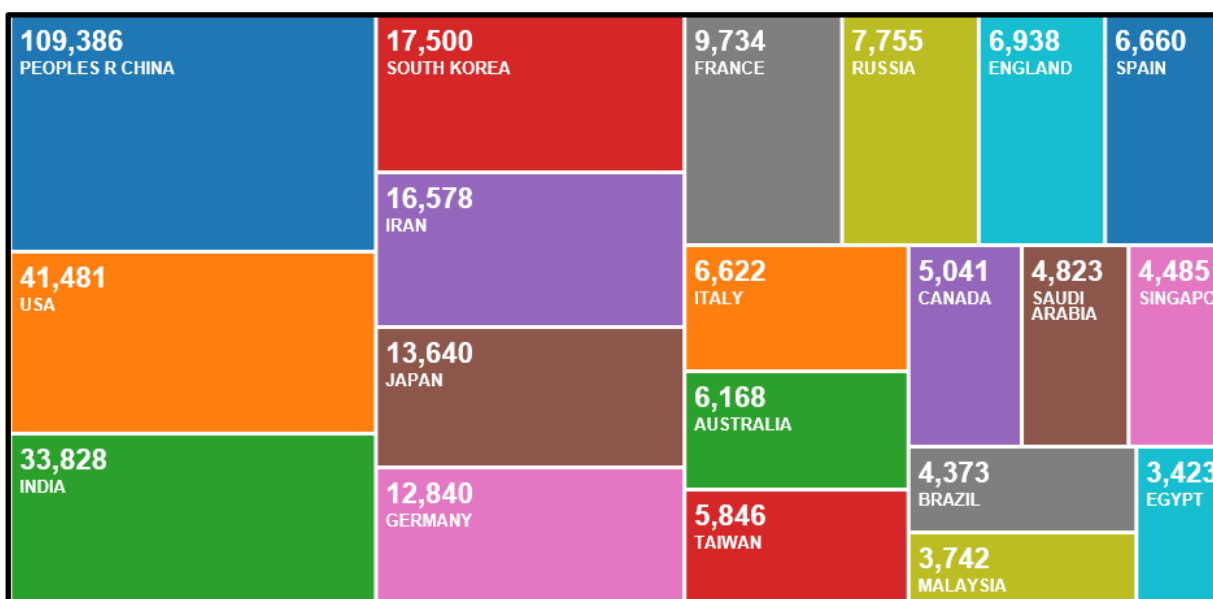 109,386
PEOPLES R CHINA
41,481
USA
33,828
INDIA
17,500
SOUTH KOREA
16,578
IRAN
13,640
JAPAN
12,840
GERMANY
9,734
FRANCE
7,755
RUSSIA
6,938
ENGLAND
6,660
SPAIN
6,622
ITALY
6,168
AUSTRALIA
5,846
TAIWAN
5,041
CANADA
4,823
SAUDI
ARABIA
4,485
SINGAPO
4,373
BRAZIL
3,742
MALAYSIA
3,423
EGYPT